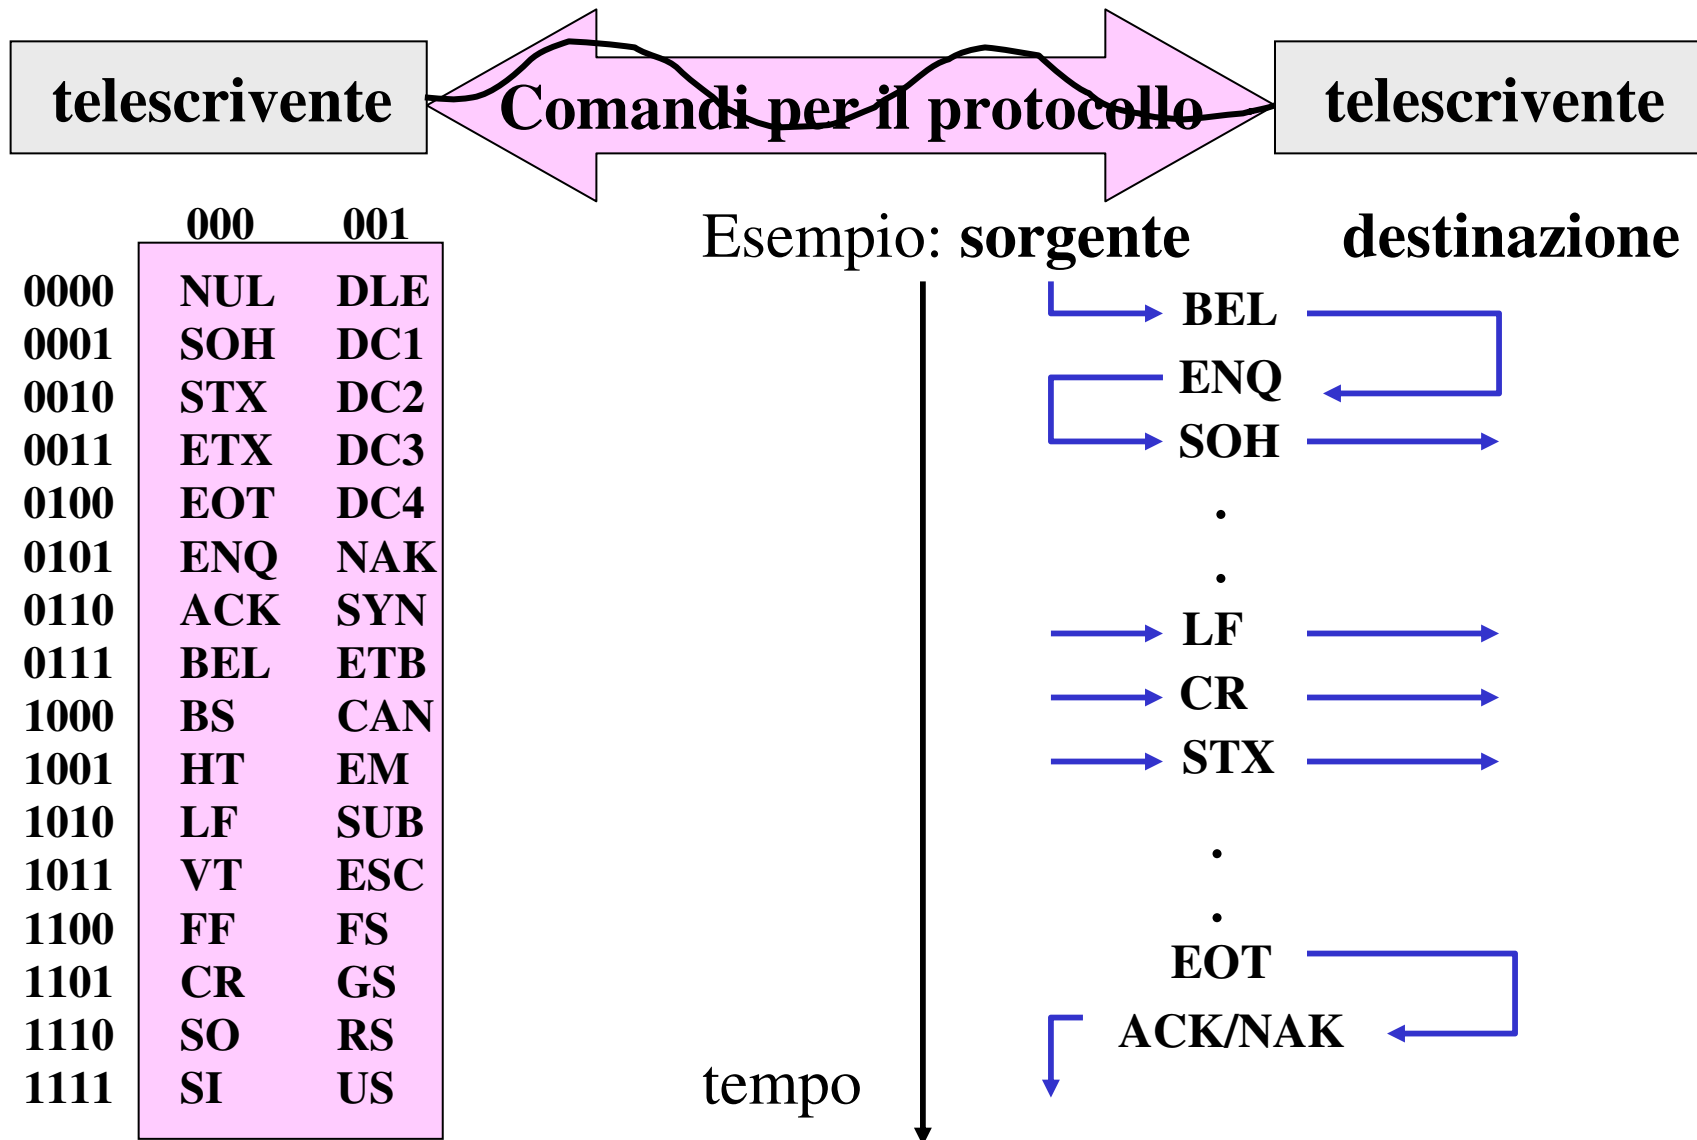 telescrivente Comandi per il protocollo telescrivente
000 001
0000 NUL DLE
0001 SOH DC1
0010 STX DC2
0011 ETX DC3
0100 EOT DC4
0101 ENQ NAK
0110 ACK SYN
0111 BEL ETB
1000 BS CAN
1001 HT EM
1010 LF SUB
1011 VT ESC
1100 FF FS
1101 CR GS
1110 SO RS
1111 SI US
Esempio: sorgente destinazione
BEL
ENQ
SOH
.
.
LF
CR
STX
.
.
EOT
ACK/NAK
tempo